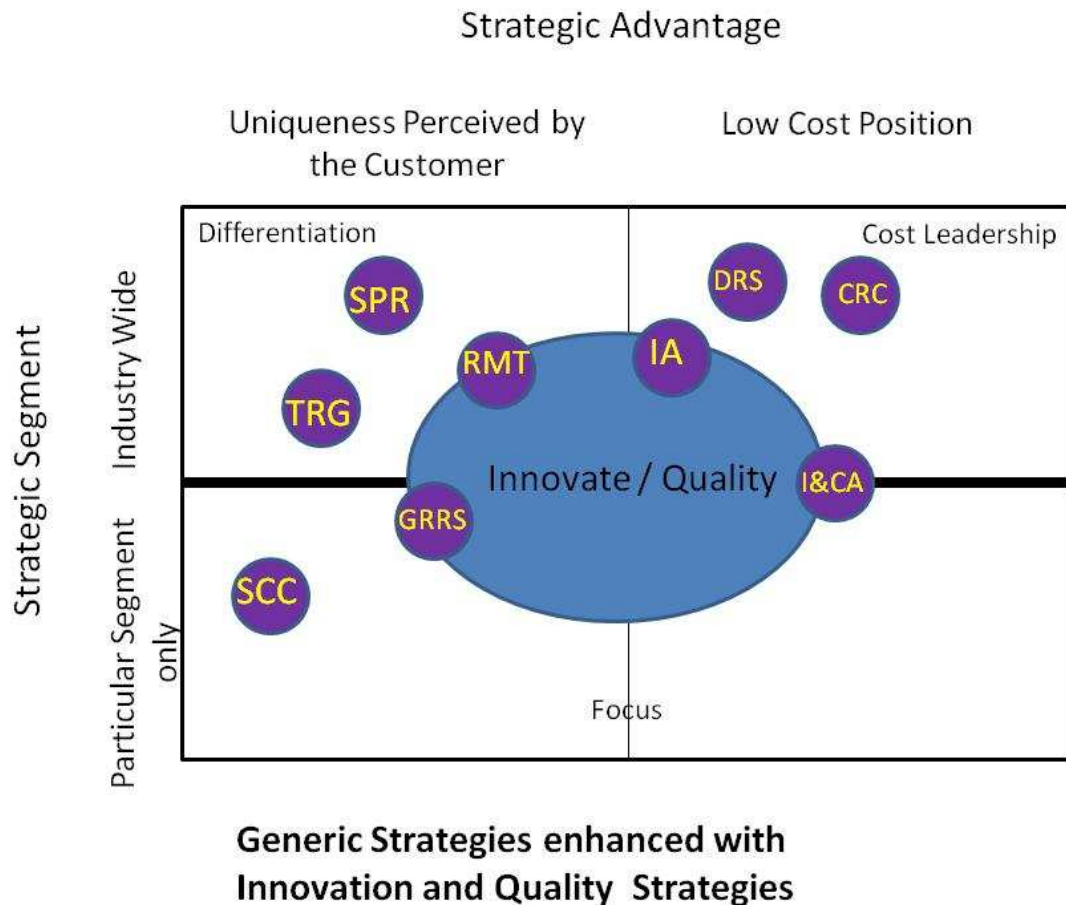 Strategic Advantage
Uniqueness Perceived by
the Customer
Low Cost Position
Strategic Segment
Industry Wide
Particular Segment
only
Differentiation
Cost Leadership
SPR
DRS
CRC
RMT
IA
TRG
Innovate / Quality
I&CA
GRRS
SCC
Focus
Generic Strategies enhanced with
Innovation and Quality Strategies